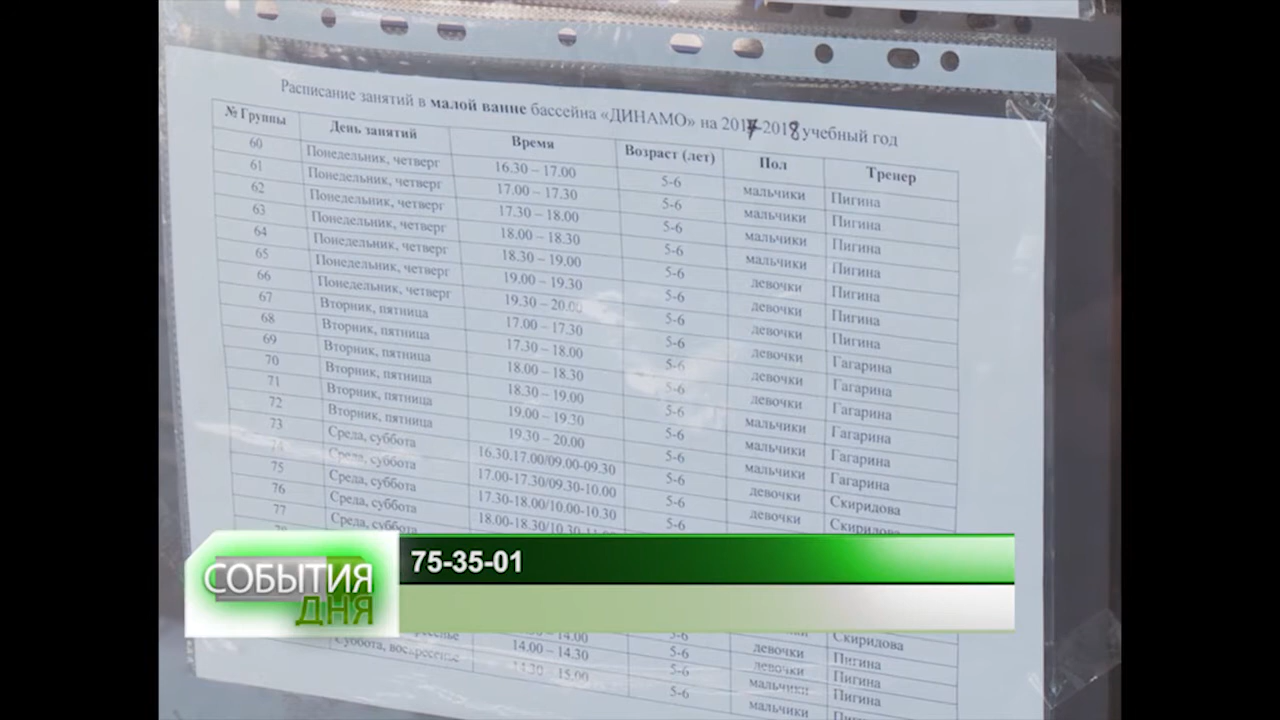 Расписание занятий в малой ванне бассейна «ДИНАМО» на 2017-2018 учебный год
№ Группы День занятий Время Возраст (лет) Пол Тренер
60 Понедельник, четверг 16.30 – 17.00 5-6 мальчики Пигина
61 Понедельник, четверг 17.00 – 17.30 5-6 мальчики Пигина
62 Понедельник, четверг 17.30 – 18.00 5-6 мальчики Пигина
63 Понедельник, четверг 18.00 – 18.30 5-6 мальчики Пигина
64 Понедельник, четверг 18.30 – 19.00 5-6 девочки Пигина
65 Понедельник, четверг 19.00 – 19.30 5-6 девочки Пигина
66 Понедельник, четверг 19.30 – 20.00 5-6 девочки Пигина
67 Вторник, пятница 17.00 – 17.30 5-6 девочки Гагарина
68 Вторник, пятница 17.30 – 18.00 5-6 девочки Гагарина
69 Вторник, пятница 18.00 – 18.30 5-6 девочки Гагарина
70 Вторник, пятница 18.30 – 19.00 5-6 мальчики Гагарина
71 Вторник, пятница 19.00 – 19.30 5-6 мальчики Гагарина
72 Вторник, пятница 19.30 – 20.00 5-6 мальчики Гагарина
73 Среда, суббота 16.30.17.00/09.00-09.30 5-6 девочки Скиридова
74 Среда, суббота 17.00-17.30/09.30-10.00 5-6 девочки Скиридова
75 Среда, суббота 17.30-18.00/10.00-10.30
76 Среда, суббота 18.00-18.30/10.30
77 Среда, суббота
75-35-01
СОБЫТИЯ
ДНЯ
14.00 5-6 Скиридова
14.00 – 14.30 5-6 девочки Пигина
Суббота, воскресенье 14.30 – 15.00 5-6 девочки Пигина
мальчики Пигина
мальчики